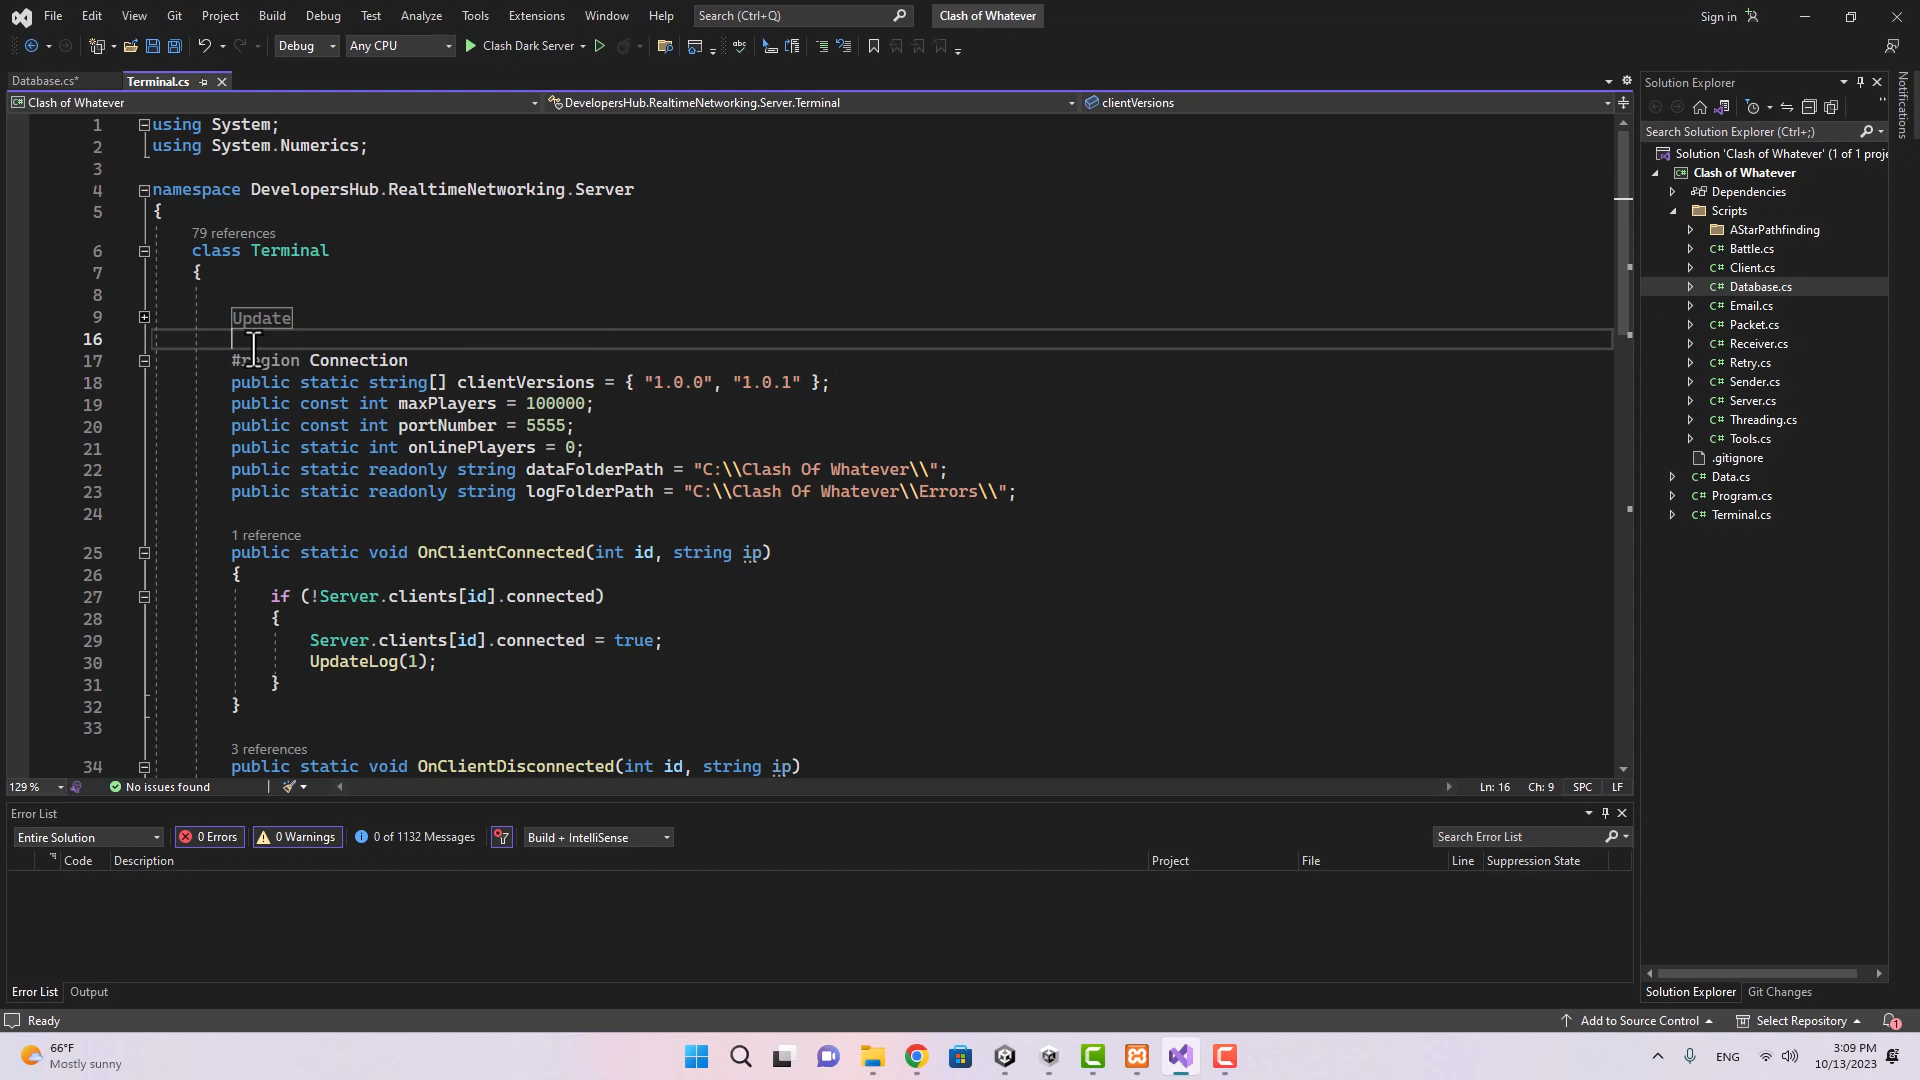 File Edit View Git Project Build Debug Test Analyze Tools Extensions Window Help Search (Ctrl+Q) Clash of Whatever Sign in
Debug Any CPU Clash Dark Server
Database.cs* Terminal.cs
Clash of Whatever DevelopersHub.RealtimeNetworking.Server.Terminal clientVersions
1 using System;
2 using System.Numerics;
3
4 namespace DevelopersHub.RealtimeNetworking.Server
5 {
79 references
6 class Terminal
7 {
8
9 Update
16
17 #region Connection
18 public static string[] clientVersions = { "1.0.0", "1.0.1" };
19 public const int maxPlayers = 100000;
20 public const int portNumber = 5555;
21 public static int onlinePlayers = 0;
22 public static readonly string dataFolderPath = "C:\\Clash Of Whatever\\";
23 public static readonly string logFolderPath = "C:\\Clash Of Whatever\\Errors\\";
24
1 reference
25 public static void OnClientConnected(int id, string ip)
26 {
27 if (!Server.clients[id].connected)
28 {
29 Server.clients[id].connected = true;
30 UpdateLog(1);
31 }
32 }
33
3 references
34 public static void OnClientDisconnected(int id, string ip)
129 % No issues found Ln: 16 Ch: 9 SPC LF
Error List
Entire Solution 0 Errors 0 Warnings 0 of 1132 Messages Build + IntelliSense Search Error List
Code Description Project File Line Suppression State
Error List Output
Ready Add to Source Control Select Repository 1
Solution Explorer
Search Solution Explorer (Ctrl+;)
Solution 'Clash of Whatever' (1 of 1 proje
C# Clash of Whatever
Dependencies
Scripts
AStarPathfinding
C# Battle.cs
C# Client.cs
C# Database.cs
C# Email.cs
C# Packet.cs
C# Receiver.cs
C# Retry.cs
C# Sender.cs
C# Server.cs
C# Threading.cs
C# Tools.cs
.gitignore
C# Data.cs
C# Program.cs
C# Terminal.cs
Solution Explorer Git Changes
Notifications
66°F
Mostly sunny
ENG
3:09 PM
10/13/2023